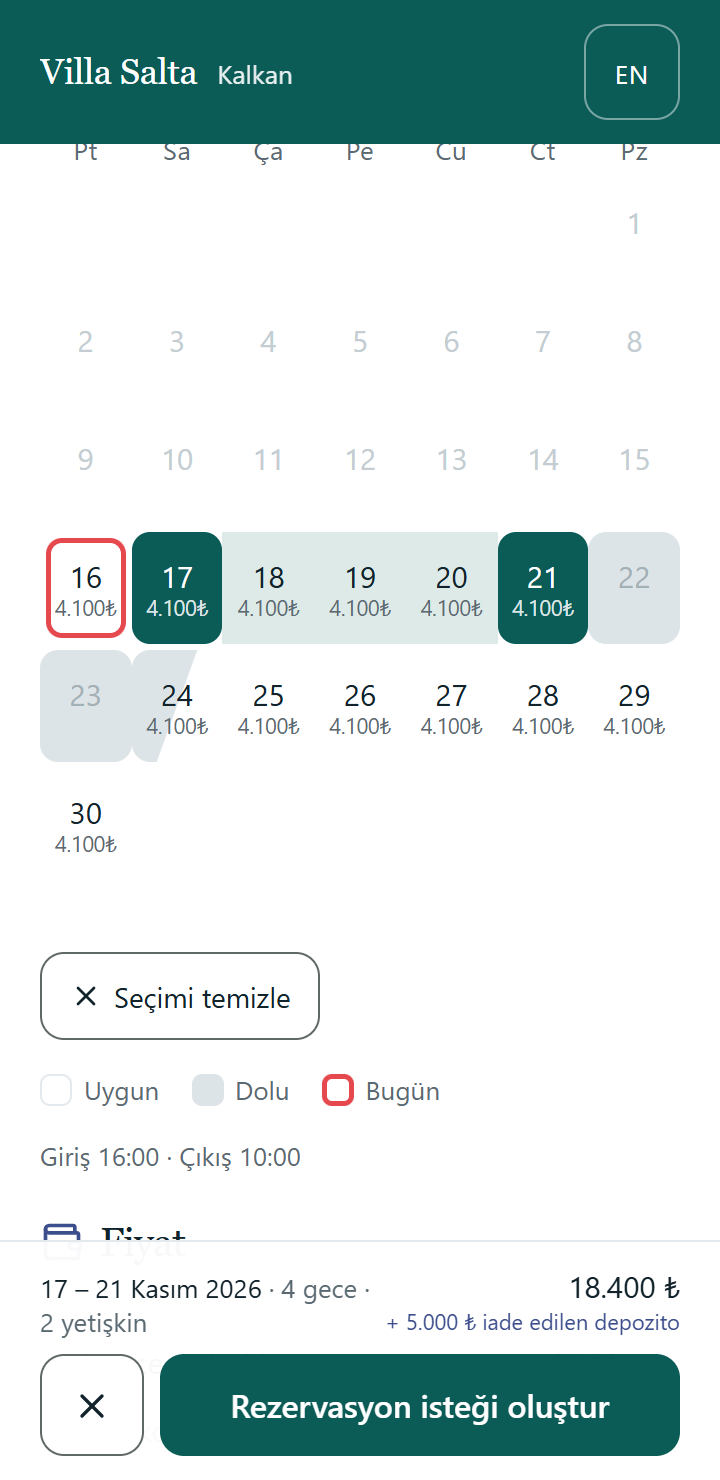 Villa Salta Kalkan EN
Pt Sa Ça Pe Cu Ct Pz
1
2 3 4 5 6 7 8
9 10 11 12 13 14 15
16 17 18 19 20 21 22
4.100₺ 4.100₺ 4.100₺ 4.100₺ 4.100₺ 4.100₺
23 24 25 26 27 28 29
4.100₺ 4.100₺ 4.100₺ 4.100₺ 4.100₺ 4.100₺
30
4.100₺
Seçimi temizle
Uygun Dolu Bugün
Giriş 16:00 · Çıkış 10:00
Fiyat
17 – 21 Kasım 2026 · 4 gece · 18.400 ₺
2 yetişkin + 5.000 ₺ iade edilen depozito
Rezervasyon isteği oluştur